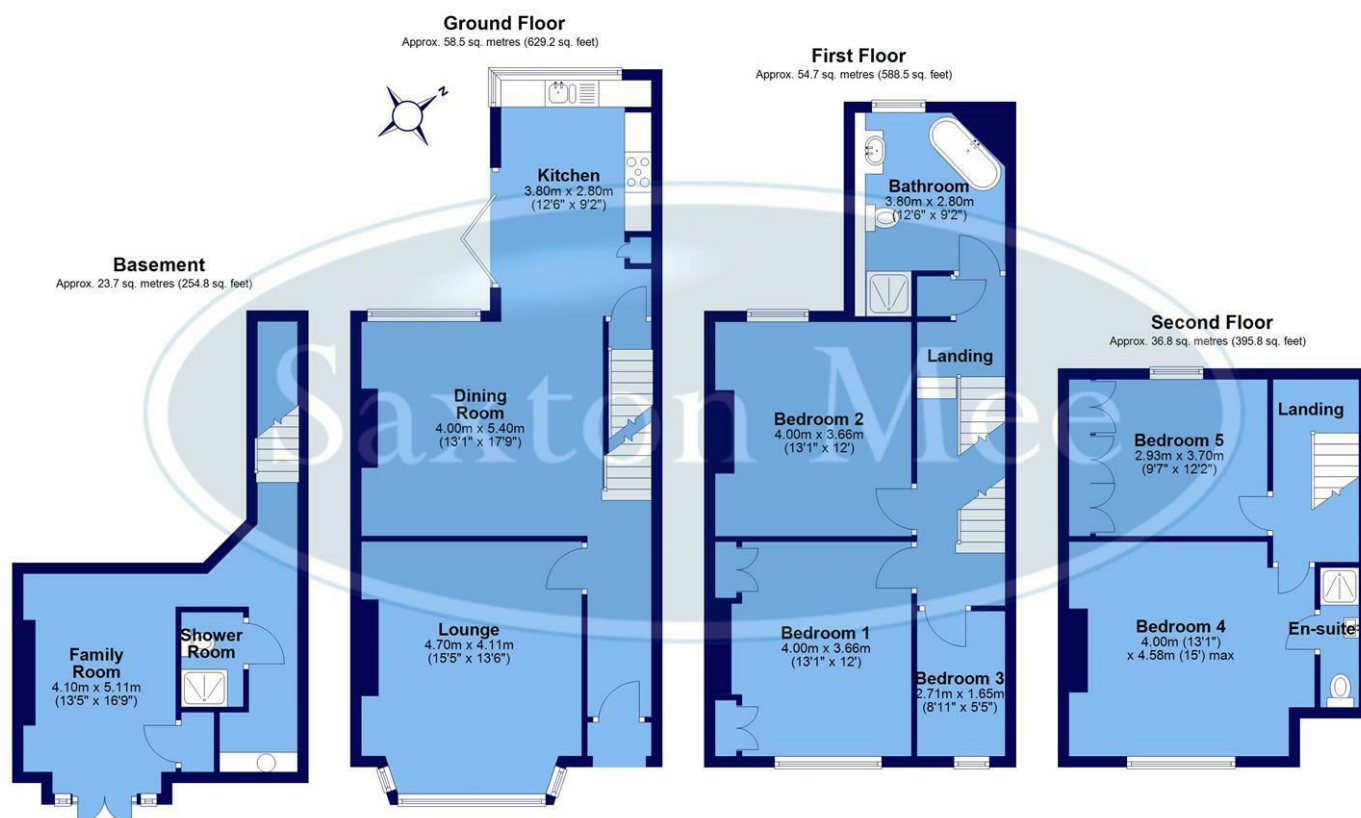 Ground Floor
Approx. 58.5 sq. metres (629.2 sq. feet)
N
Kitchen
3.80m x 2.80m
(12'6" x 9'2")
Dining
Room
4.00m x 5.40m
(13'1" x 17'9")
Lounge
4.70m x 4.11m
(15'5" x 13'6")
First Floor
Approx. 54.7 sq. metres (588.5 sq. feet)
Bathroom
3.80m x 2.80m
(12'6" x 9'2")
Landing
Bedroom 2
4.00m x 3.66m
(13'1" x 12')
Bedroom 1
4.00m x 3.66m
(13'1" x 12')
Bedroom 3
2.71m x 1.65m
(8'11" x 5'5")
Basement
Approx. 23.7 sq. metres (254.8 sq. feet)
Shower
Room
Family
Room
4.10m x 5.11m
(13'5" x 16'9")
Second Floor
Approx. 36.8 sq. metres (395.8 sq. feet)
Landing
Bedroom 5
2.93m x 3.70m
(9'7" x 12'2")
Bedroom 4
4.00m (13'1")
x 4.58m (15') max
En-suite
Saxton Mee